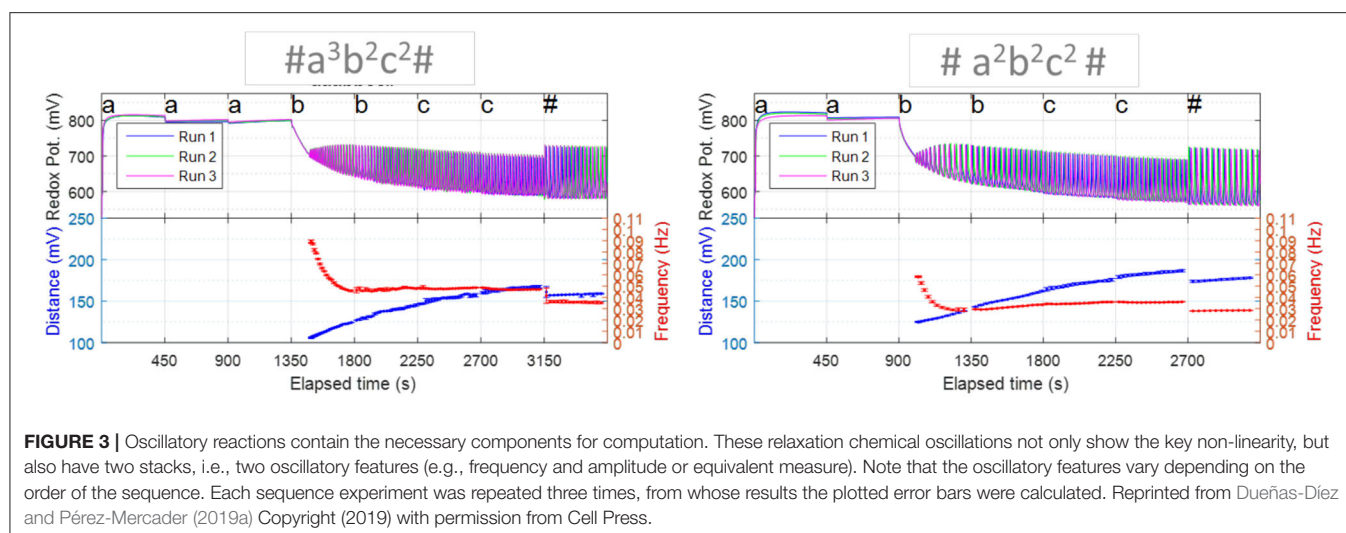 #a³b²c²#
# a²b²c² #
a a a b b c c #
Redox Pot. (mV)
800
700
600
Run 1
Run 2
Run 3
Distance (mV)
250
200
150
100
Frequency (Hz)
0.11
0.09
0.08
0.07
0.06
0.05
0.04
0.03
0.02
0.01
0
450 900 1350 1800 2250 2700 3150
Elapsed time (s)
a a b b c c #
Redox Pot. (mV)
800
700
600
Run 1
Run 2
Run 3
Distance (mV)
250
200
150
100
Frequency (Hz)
0.11
0.09
0.08
0.07
0.06
0.05
0.04
0.03
0.02
0.01
0
450 900 1350 1800 2250 2700
Elapsed time (s)
FIGURE 3 | Oscillatory reactions contain the necessary components for computation. These relaxation chemical oscillations not only show the key non-linearity, but
also have two stacks, i.e., two oscillatory features (e.g., frequency and amplitude or equivalent measure). Note that the oscillatory features vary depending on the
order of the sequence. Each sequence experiment was repeated three times, from whose results the plotted error bars were calculated. Reprinted from Dueñas-Díez
and Pérez-Mercader (2019a) Copyright (2019) with permission from Cell Press.